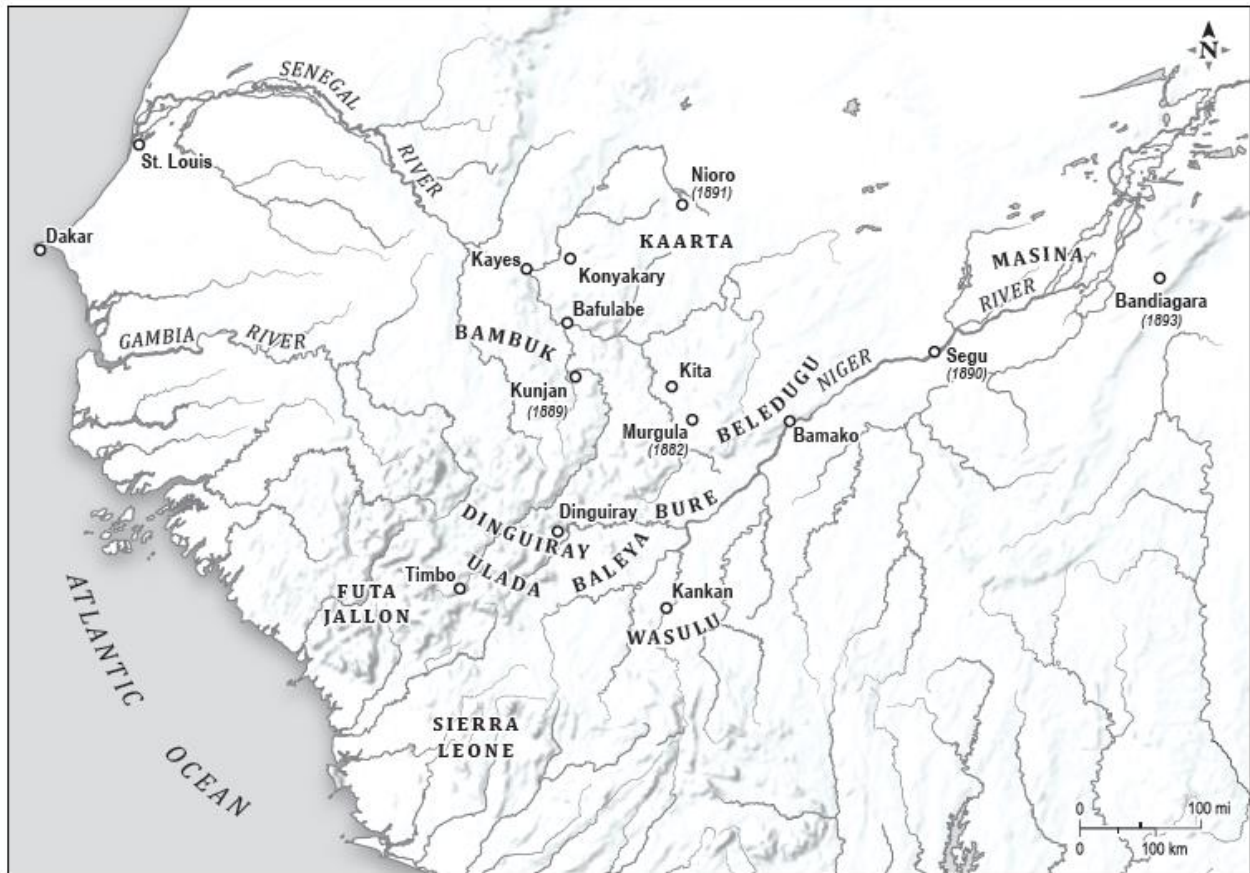 N
SENEGAL
RIVER
St. Louis
Nioro
(1891)
Dakar
KAARTA
Kayes
Konyakary
MASINA
RIVER
Bandiagara
(1893)
Bafulabe
GAMBIA
RIVER
BAMBUK
Segu
(1890)
Kita
NIGER
Kunjan
(1889)
BELEDUGU
Murgula
(1882)
Bamako
Dinguiray
BURE
DINGUIRAY
BALEYA
ULADA
Timbo
FUTA
JALLON
Kankan
WASULU
ATLANTIC
OCEAN
SIERRA
LEONE
0 100 mi
0 100 km